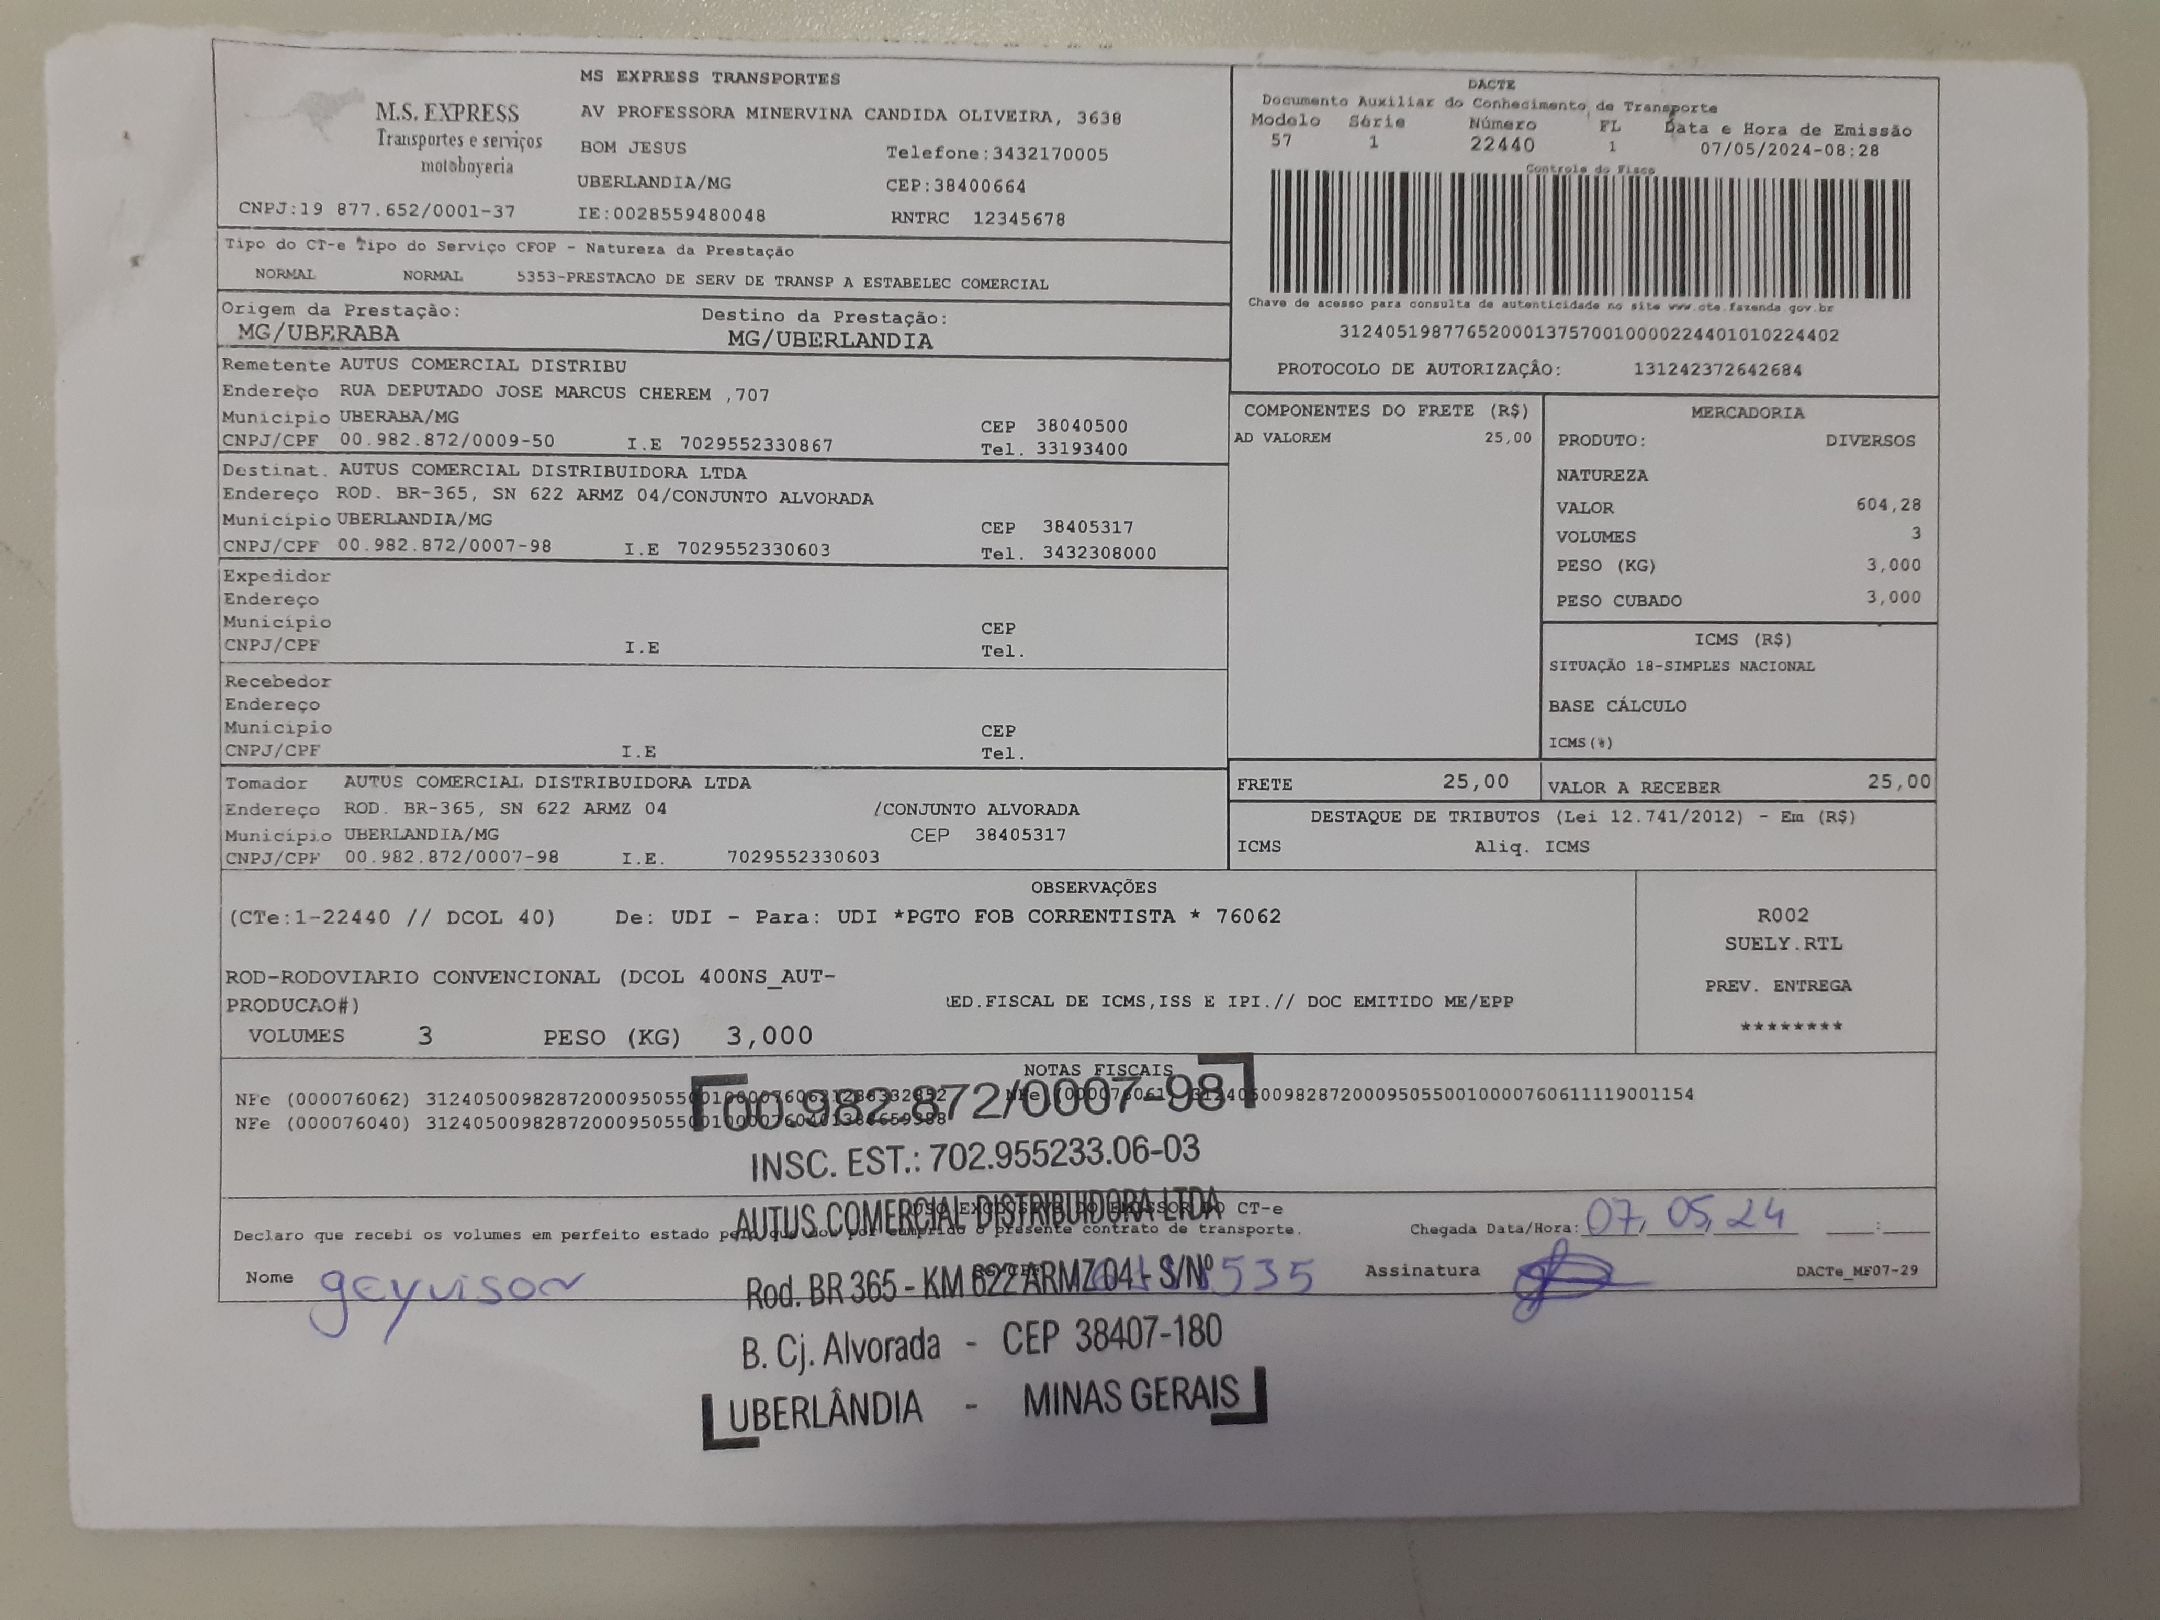 M.S. EXPRESS
Transportes e serviços
motoboyeria
CNPJ:19 877.652/0001-37
MS EXPRESS TRANSPORTES
AV PROFESSORA MINERVINA CANDIDA OLIVEIRA, 3638
BOM JESUS Telefone:3432170005
UBERLANDIA/MG CEP:38400664
IE:0028559480048 RNTRC 12345678
DACTE
Documento Auxiliar do Conhecimento de Transporte
Modelo Série Número FL Data e Hora de Emissão
57 1 22440 1 07/05/2024-08:28
Controle do Fisco
Chave de acesso para consulta de autenticidade no site www.cte.fazenda.gov.br
31240519877652000137570010000224401010224402
PROTOCOLO DE AUTORIZAÇÃO: 131242372642684
Tipo do CT-e Tipo do Serviço CFOP - Natureza da Prestação
NORMAL NORMAL 5353-PRESTACAO DE SERV DE TRANSP A ESTABELEC COMERCIAL
Origem da Prestação: Destino da Prestação:
MG/UBERABA MG/UBERLANDIA
Remetente AUTUS COMERCIAL DISTRIBU
Endereço RUA DEPUTADO JOSE MARCUS CHEREM ,707
Município UBERABA/MG CEP 38040500
CNPJ/CPF 00.982.872/0009-50 I.E 7029552330867 Tel. 33193400
Destinat. AUTUS COMERCIAL DISTRIBUIDORA LTDA
Endereço ROD. BR-365, SN 622 ARMZ 04/CONJUNTO ALVORADA
Município UBERLANDIA/MG CEP 38405317
CNPJ/CPF 00.982.872/0007-98 I.E 7029552330603 Tel. 3432308000
Expedidor
Endereço
Município CEP
CNPJ/CPF I.E Tel.
Recebedor
Endereço
Município CEP
CNPJ/CPF I.E Tel.
Tomador AUTUS COMERCIAL DISTRIBUIDORA LTDA
Endereço ROD. BR-365, SN 622 ARMZ 04 /CONJUNTO ALVORADA
Município UBERLANDIA/MG CEP 38405317
CNPJ/CPF 00.982.872/0007-98 I.E. 7029552330603
COMPONENTES DO FRETE (R$)
AD VALOREM 25,00
MERCADORIA
PRODUTO: DIVERSOS
NATUREZA
VALOR 604,28
VOLUMES 3
PESO (KG) 3,000
PESO CUBADO 3,000
ICMS (R$)
SITUAÇÃO 18-SIMPLES NACIONAL
BASE CÁLCULO
ICMS(%)
FRETE 25,00 VALOR A RECEBER 25,00
DESTAQUE DE TRIBUTOS (Lei 12.741/2012) - Em (R$)
ICMS Aliq. ICMS
OBSERVAÇÕES
(CTe:1-22440 // DCOL 40) De: UDI - Para: UDI *PGTO FOB CORRENTISTA * 76062
ROD-RODOVIARIO CONVENCIONAL (DCOL 400NS_AUT-
PRODUCAO#) ED.FISCAL DE ICMS,ISS E IPI.// DOC EMITIDO ME/EPP
VOLUMES 3 PESO (KG) 3,000
R002
SUELY.RTL
PREV. ENTREGA
********
NOTAS FISCAIS
NFe (000076062)
NFe (000076040)
00.982.872/0007-98
INSC. EST.: 702.955233.06-03
AUTUS COMERCIAL DISTRIBUIDORA LTDA
Rod. BR 365 - KM 622 ARMZ 04 - S/Nº
B. Cj. Alvorada - CEP 38407-180
UBERLÂNDIA - MINAS GERAIS
CT-e
Declaro que recebi os volumes em perfeito estado presente contrato de transporte.
Chegada Data/Hora: 07, 05, 24 :
Nome geyvison 535 Assinatura DACTe_MF07-29